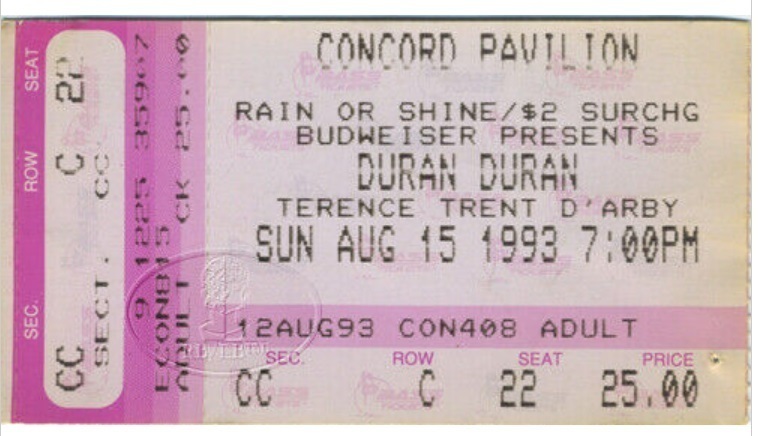 SEC. ROW SEAT
CC C 22
SECT. CC
9 1225 35907
ECON815 CK 25.00
ADULT
CONCORD PAVILION
RAIN OR SHINE/$2 SURCHG
BUDWEISER PRESENTS
DURAN DURAN
TERENCE TRENT D'ARBY
SUN AUG 15 1993 7:00PM
12AUG93 CON408 ADULT
SEC. ROW SEAT PRICE
CC C 22 25.00